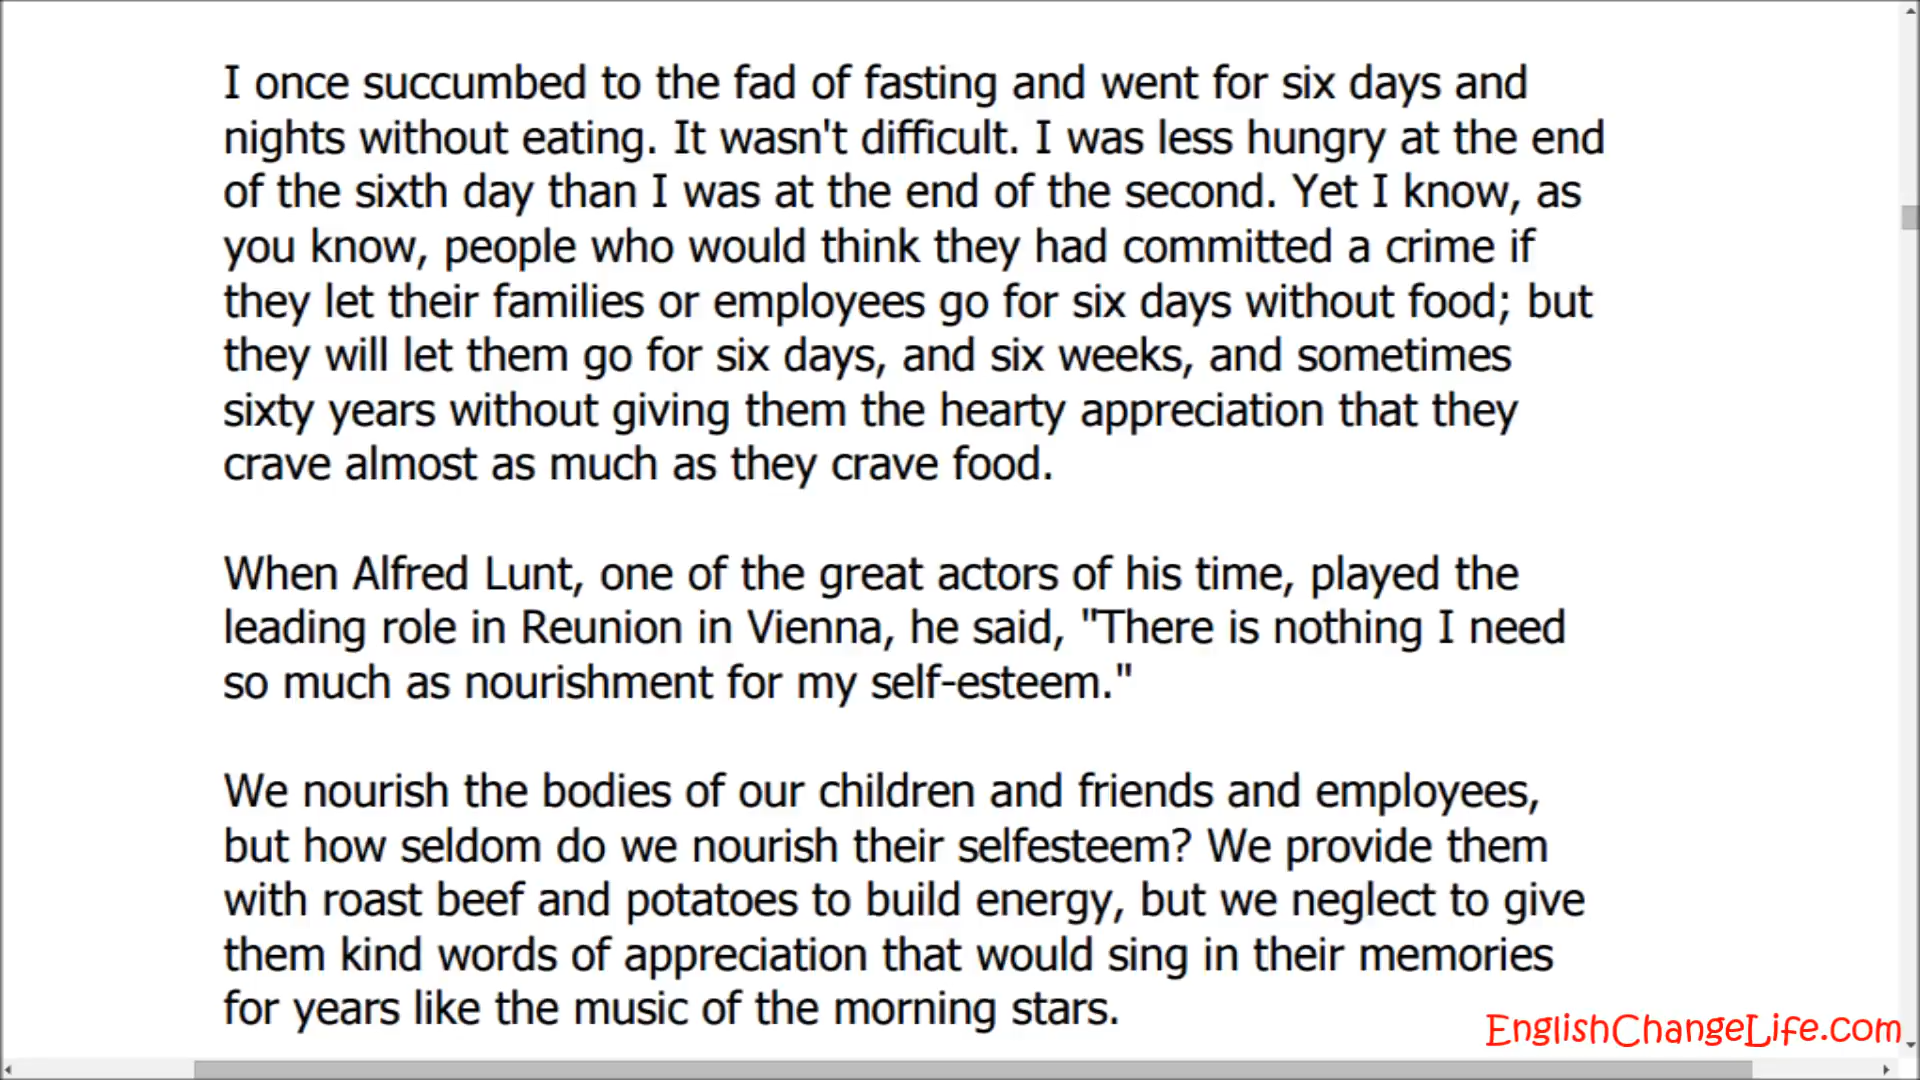 I once succumbed to the fad of fasting and went for six days and
nights without eating. It wasn't difficult. I was less hungry at the end
of the sixth day than I was at the end of the second. Yet I know, as
you know, people who would think they had committed a crime if
they let their families or employees go for six days without food; but
they will let them go for six days, and six weeks, and sometimes
sixty years without giving them the hearty appreciation that they
crave almost as much as they crave food.
When Alfred Lunt, one of the great actors of his time, played the
leading role in Reunion in Vienna, he said, "There is nothing I need
so much as nourishment for my self-esteem."
We nourish the bodies of our children and friends and employees,
but how seldom do we nourish their selfesteem? We provide them
with roast beef and potatoes to build energy, but we neglect to give
them kind words of appreciation that would sing in their memories
for years like the music of the morning stars.
EnglishChangeLife.com